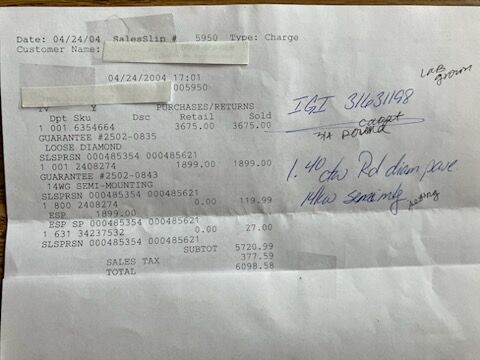 Date: 04/24/04 SalesSlip # 5950 Type: Charge
Customer Name:
04/24/2004 17:01
005950
PURCHASES/RETURNS
Dpt Sku Dsc Retail Sold
1 001 6354664 3675.00 3675.00
GUARANTEE #2502-0835
LOOSE DIAMOND
SLSPRSN 000485354 000485621
1 001 2408274 1899.00 1899.00
GUARANTEE #2502-0843
14WG SEMI-MOUNTING
SLSPRSN 000485354 000485621
1 800 2408274 0.00 119.99
ESP 1899.00
ESP SP 000485354 000485621
1 631 34237532 0.00 27.00
SLSPRSN 000485354 000485621
SUBTOT 5720.99
SALES TAX 377.59
TOTAL 6098.58
LAB
grown
IGI 311631198
carat
3/4 round
1.40 ctw Rd diam pave
14kw semi mtg